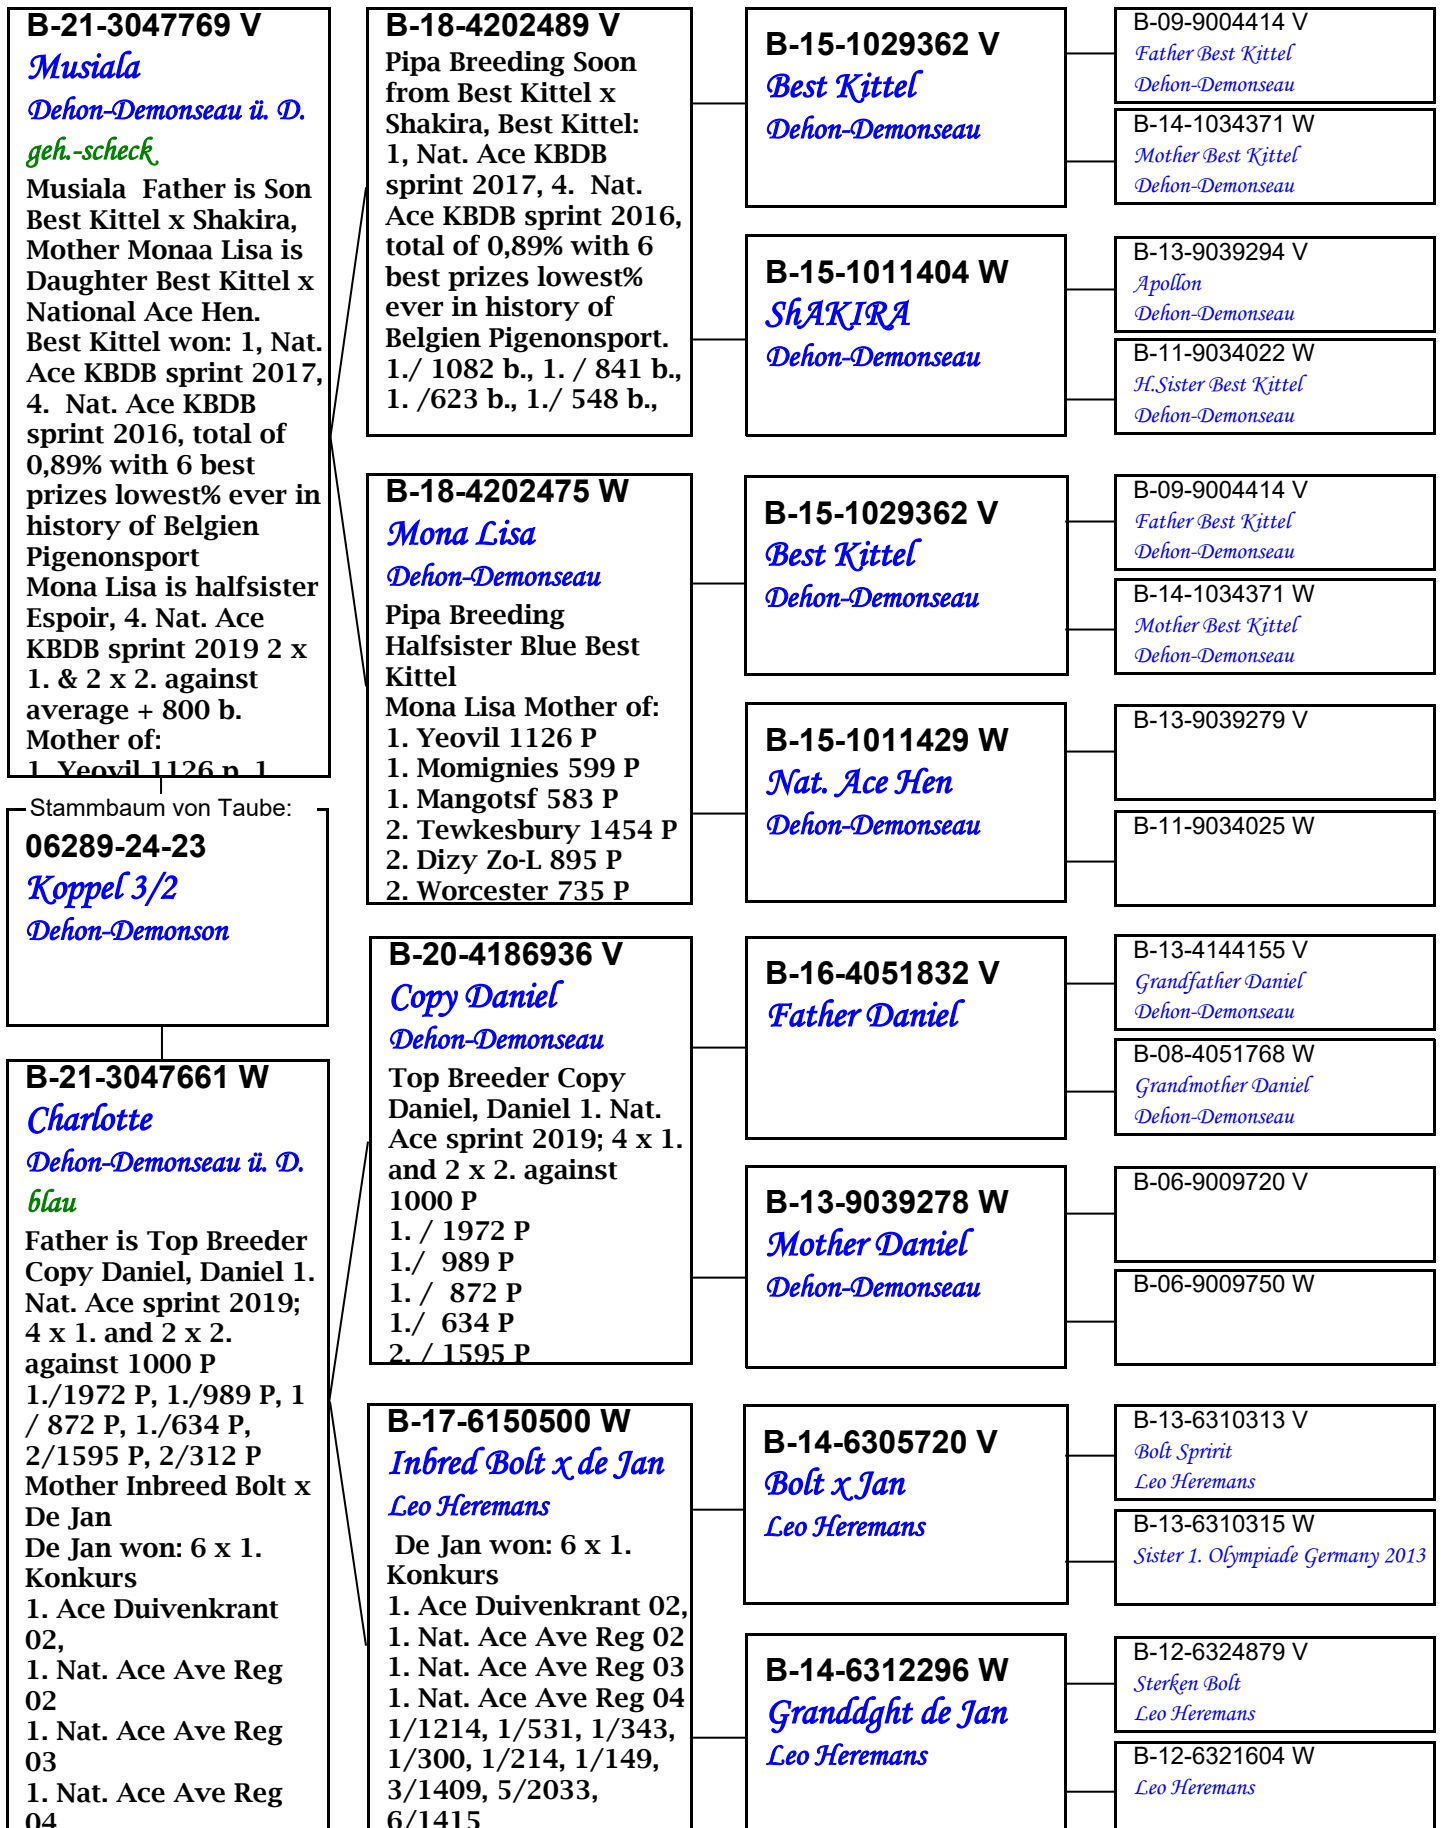 B-21-3047769 V
Musiala
Dehon-Demonseau ü. D.
geh.-scheck
Musiala  Father is Son
Best Kittel x Shakira,
Mother Monaa Lisa is
Daughter Best Kittel x
National Ace Hen.
Best Kittel won: 1, Nat.
Ace KBDB sprint 2017,
4.  Nat. Ace KBDB
sprint 2016, total of
0,89% with 6 best
prizes lowest% ever in
history of Belgien
Pigenonsport
Mona Lisa is halfsister
Espoir, 4. Nat. Ace
KBDB sprint 2019 2 x
1. & 2 x 2. against
average + 800 b.
Mother of:
1. Yeovil 1126 p, 1
Stammbaum von Taube:
06289-24-23
Koppel 3/2
Dehon-Demonson
B-21-3047661 W
Charlotte
Dehon-Demonseau ü. D.
blau
Father is Top Breeder
Copy Daniel, Daniel 1.
Nat. Ace sprint 2019;
4 x 1. and 2 x 2.
against 1000 P
1./1972 P, 1./989 P, 1
/ 872 P, 1./634 P,
2/1595 P, 2/312 P
Mother Inbreed Bolt x
De Jan
De Jan won: 6 x 1.
Konkurs
1. Ace Duivenkrant
02,
1. Nat. Ace Ave Reg
02
1. Nat. Ace Ave Reg
03
1. Nat. Ace Ave Reg
04
B-18-4202489 V
Pipa Breeding Soon
from Best Kittel x
Shakira, Best Kittel:
1, Nat. Ace KBDB
sprint 2017, 4.  Nat.
Ace KBDB sprint 2016,
total of 0,89% with 6
best prizes lowest%
ever in history of
Belgien Pigenonsport.
1./ 1082 b., 1. / 841 b.,
1. /623 b., 1./ 548 b.,
B-18-4202475 W
Mona Lisa
Dehon-Demonseau
Pipa Breeding
Halfsister Blue Best
Kittel
Mona Lisa Mother of:
1. Yeovil 1126 P
1. Momignies 599 P
1. Mangotsf 583 P
2. Tewkesbury 1454 P
2. Dizy Zo-L 895 P
2. Worcester 735 P
B-20-4186936 V
Copy Daniel
Dehon-Demonseau
Top Breeder Copy
Daniel, Daniel 1. Nat.
Ace sprint 2019; 4 x 1.
and 2 x 2. against
1000 P
1. / 1972 P
1./  989 P
1. /  872 P
1./  634 P
2. / 1595 P
B-17-6150500 W
Inbred Bolt x de Jan
Leo Heremans
De Jan won: 6 x 1.
Konkurs
1. Ace Duivenkrant 02,
1. Nat. Ace Ave Reg 02
1. Nat. Ace Ave Reg 03
1. Nat. Ace Ave Reg 04
1/1214, 1/531, 1/343,
1/300, 1/214, 1/149,
3/1409, 5/2033,
6/1415
B-15-1029362 V
Best Kittel
Dehon-Demonseau
B-15-1011404 W
ShAKIRA
Dehon-Demonseau
B-15-1029362 V
Best Kittel
Dehon-Demonseau
B-15-1011429 W
Nat. Ace Hen
Dehon-Demonseau
B-16-4051832 V
Father Daniel
B-13-9039278 W
Mother Daniel
Dehon-Demonseau
B-14-6305720 V
Bolt x Jan
Leo Heremans
B-14-6312296 W
Granddght de Jan
Leo Heremans
B-09-9004414 V
Father Best Kittel
Dehon-Demonseau
B-14-1034371 W
Mother Best Kittel
Dehon-Demonseau
B-13-9039294 V
Apollon
Dehon-Demonseau
B-11-9034022 W
H.Sister Best Kittel
Dehon-Demonseau
B-09-9004414 V
Father Best Kittel
Dehon-Demonseau
B-14-1034371 W
Mother Best Kittel
Dehon-Demonseau
B-13-9039279 V
B-11-9034025 W
B-13-4144155 V
Grandfather Daniel
Dehon-Demonseau
B-08-4051768 W
Grandmother Daniel
Dehon-Demonseau
B-06-9009720 V
B-06-9009750 W
B-13-6310313 V
Bolt Spririt
Leo Heremans
B-13-6310315 W
Sister 1. Olympiade Germany 2013
B-12-6324879 V
Sterken Bolt
Leo Heremans
B-12-6321604 W
Leo Heremans